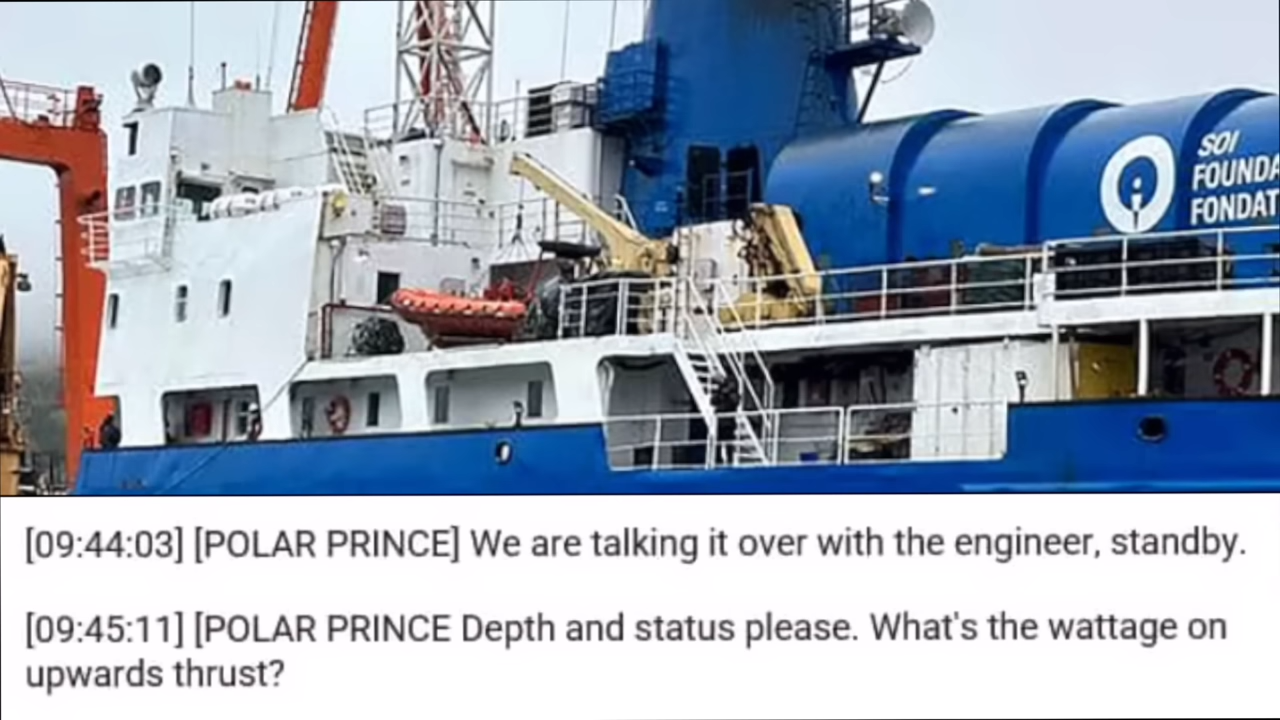 SOI
FOUNDA
FONDAT
[09:44:03] [POLAR PRINCE] We are talking it over with the engineer, standby.
[09:45:11] [POLAR PRINCE Depth and status please. What's the wattage on
upwards thrust?